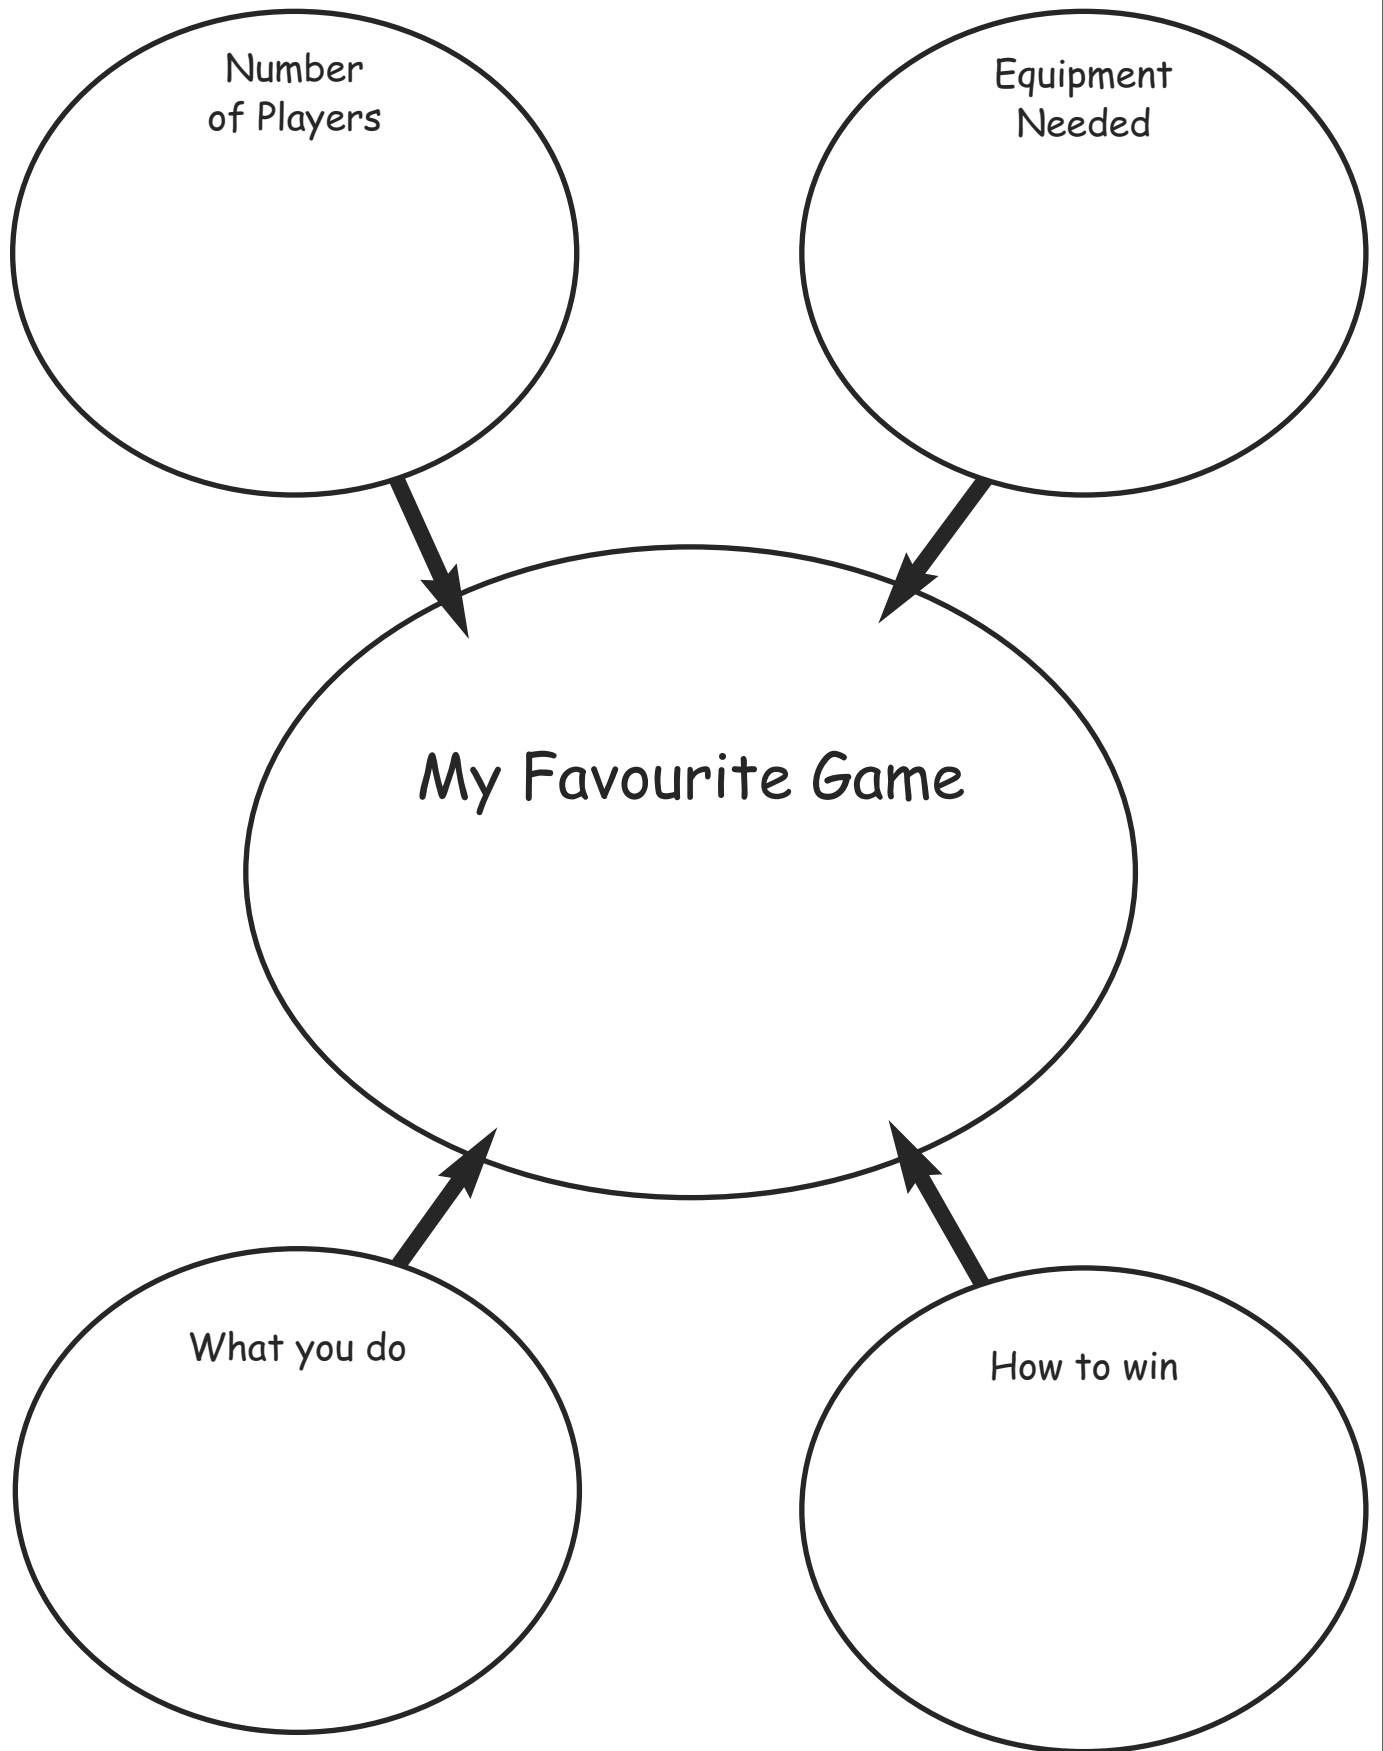 Number
of Players
Equipment
Needed
My Favourite Game
What you do
How to win